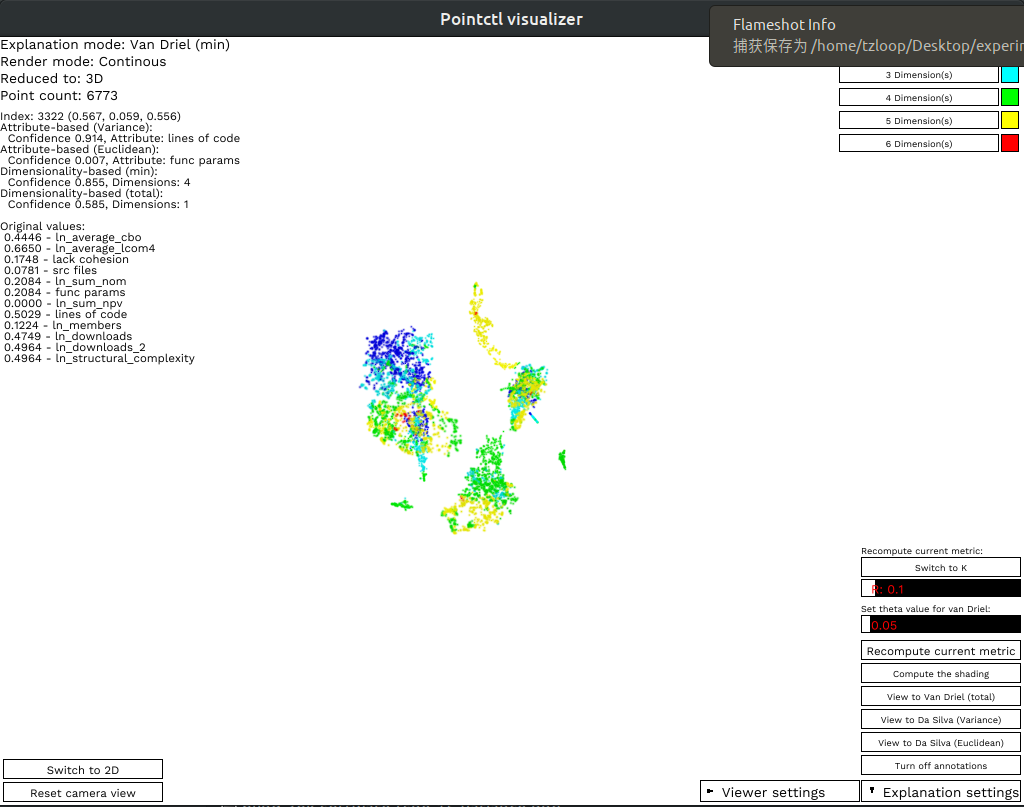 Pointctl visualizer
Flameshot Info
捕获保存为 /home/tzloop/Desktop/experir
Explanation mode: Van Driel (min)
Render mode: Continous
Reduced to: 3D
Point count: 6773
Index: 3322 (0.567, 0.059, 0.556)
Attribute-based (Variance):
Confidence 0.914, Attribute: lines of code
Attribute-based (Euclidean):
Confidence 0.007, Attribute: func params
Dimensionality-based (min):
Confidence 0.855, Dimensions: 4
Dimensionality-based (total):
Confidence 0.585, Dimensions: 1
Original values:
0.4446 - ln_average_cbo
0.6650 - ln_average_lcom4
0.1748 - lack cohesion
0.0781 - src files
0.2084 - ln_sum_nom
0.2084 - func params
0.0000 - ln_sum_npv
0.5029 - lines of code
0.1224 - ln_members
0.4749 - ln_downloads
0.4964 - ln_downloads_2
0.4964 - ln_structural_complexity
3 Dimension(s)
4 Dimension(s)
5 Dimension(s)
6 Dimension(s)
Recompute current metric:
Switch to K
R: 0.1
Set theta value for van Driel:
0.05
Recompute current metric
Compute the shading
View to Van Driel (total)
View to Da Silva (Variance)
View to Da Silva (Euclidean)
Turn off annotations
Switch to 2D
Reset camera view
Viewer settings
Explanation settings